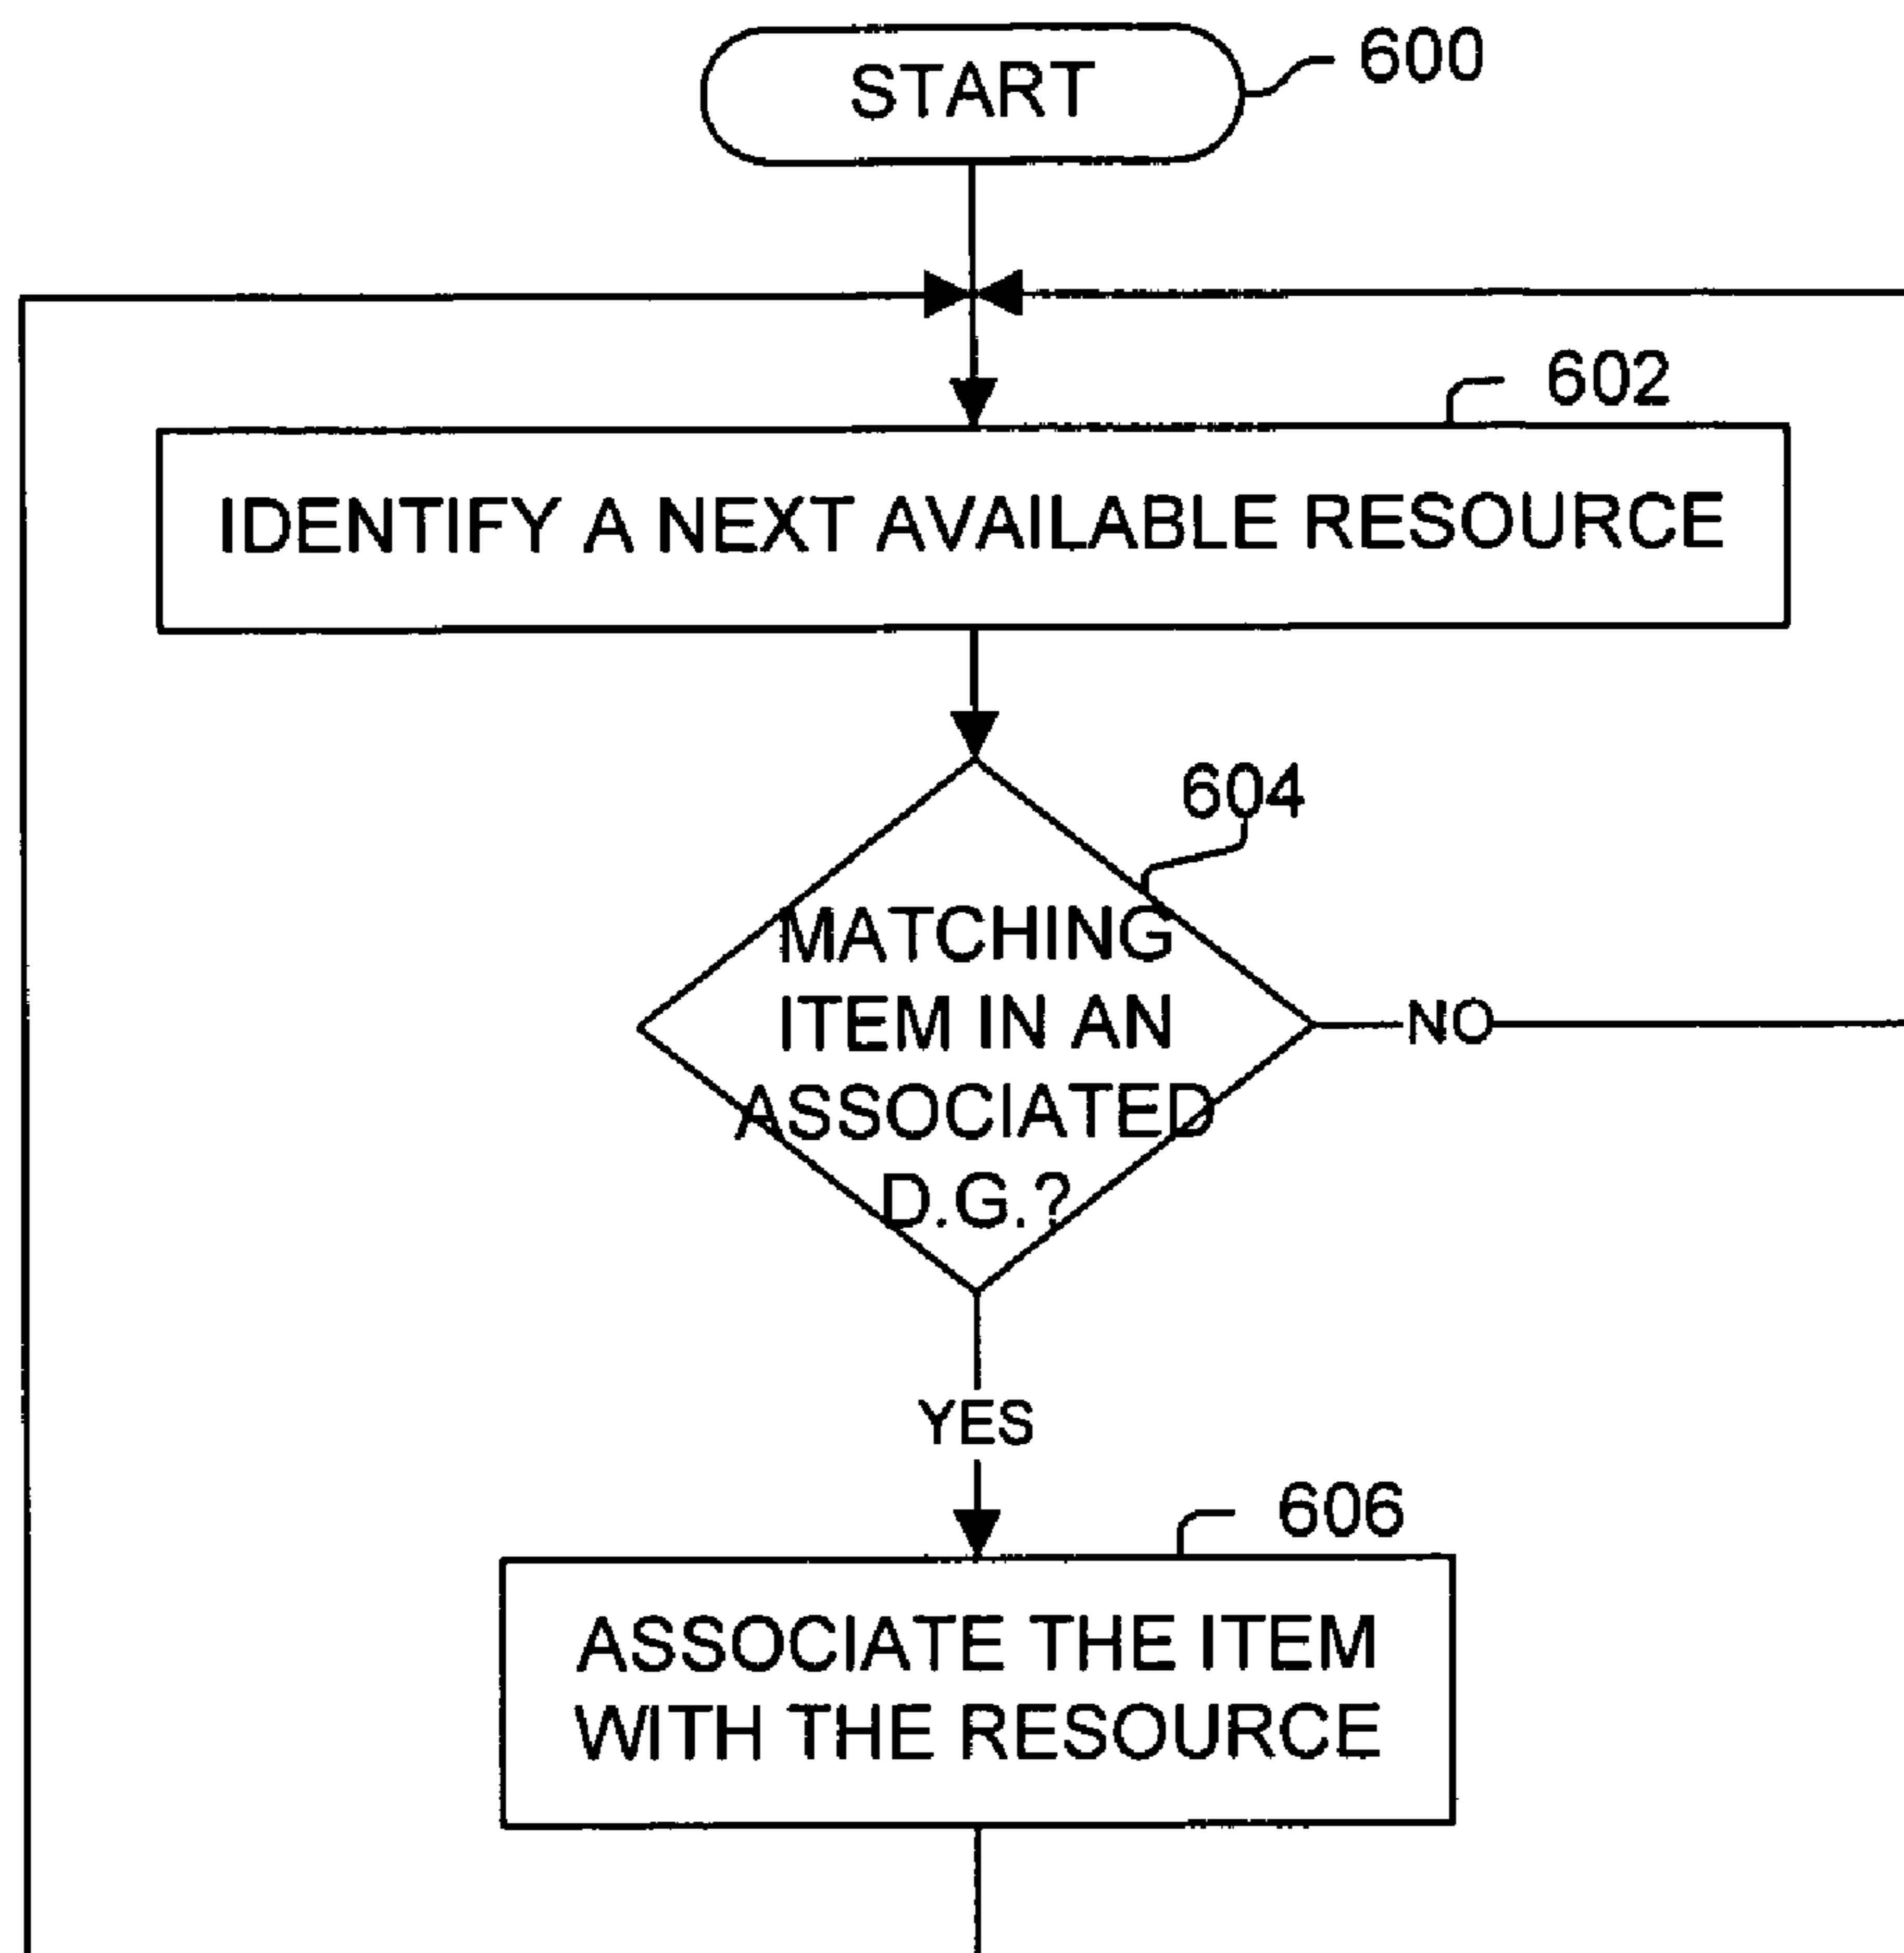 START
600
602
IDENTIFY A NEXT AVAILABLE RESOURCE
604
MATCHING
ITEM IN AN
ASSOCIATED
D.G.?
NO
YES
606
ASSOCIATE THE ITEM
WITH THE RESOURCE